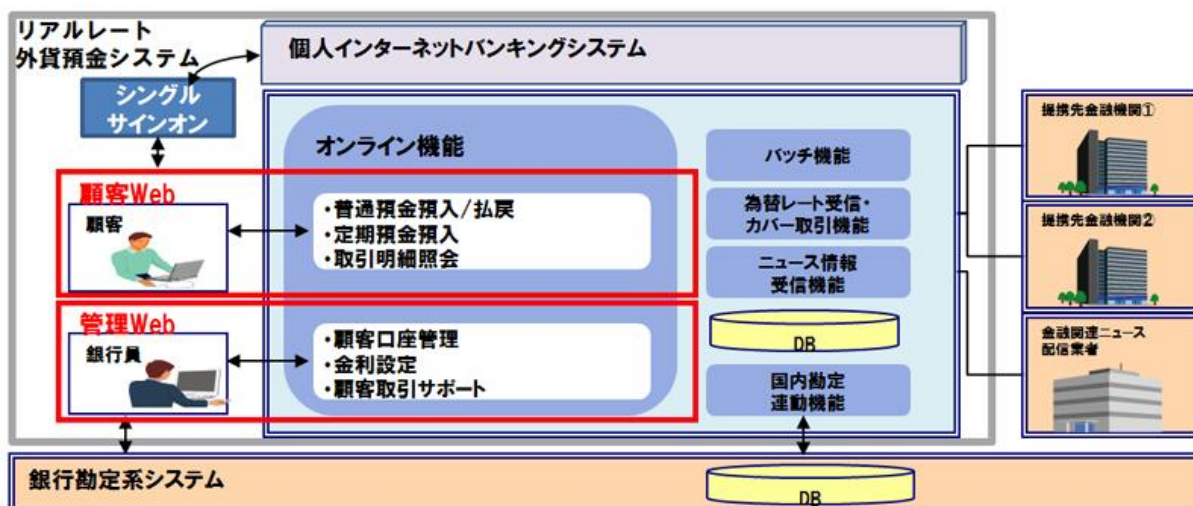 リアルレート
外貨預金システム
個人インターネットバンキングシステム
シングル
サインオン
オンライン機能
顧客Web
顧客
・普通預金預入/払戻
・定期預金預入
・取引明細照会
管理Web
銀行員
・顧客口座管理
・金利設定
・顧客取引サポート
バッチ機能
為替レート受信・
カバー取引機能
ニュース情報
受信機能
DB
国内勘定
連動機能
提携先金融機関①
提携先金融機関②
金融関連ニュース
配信業者
銀行勘定系システム
DB